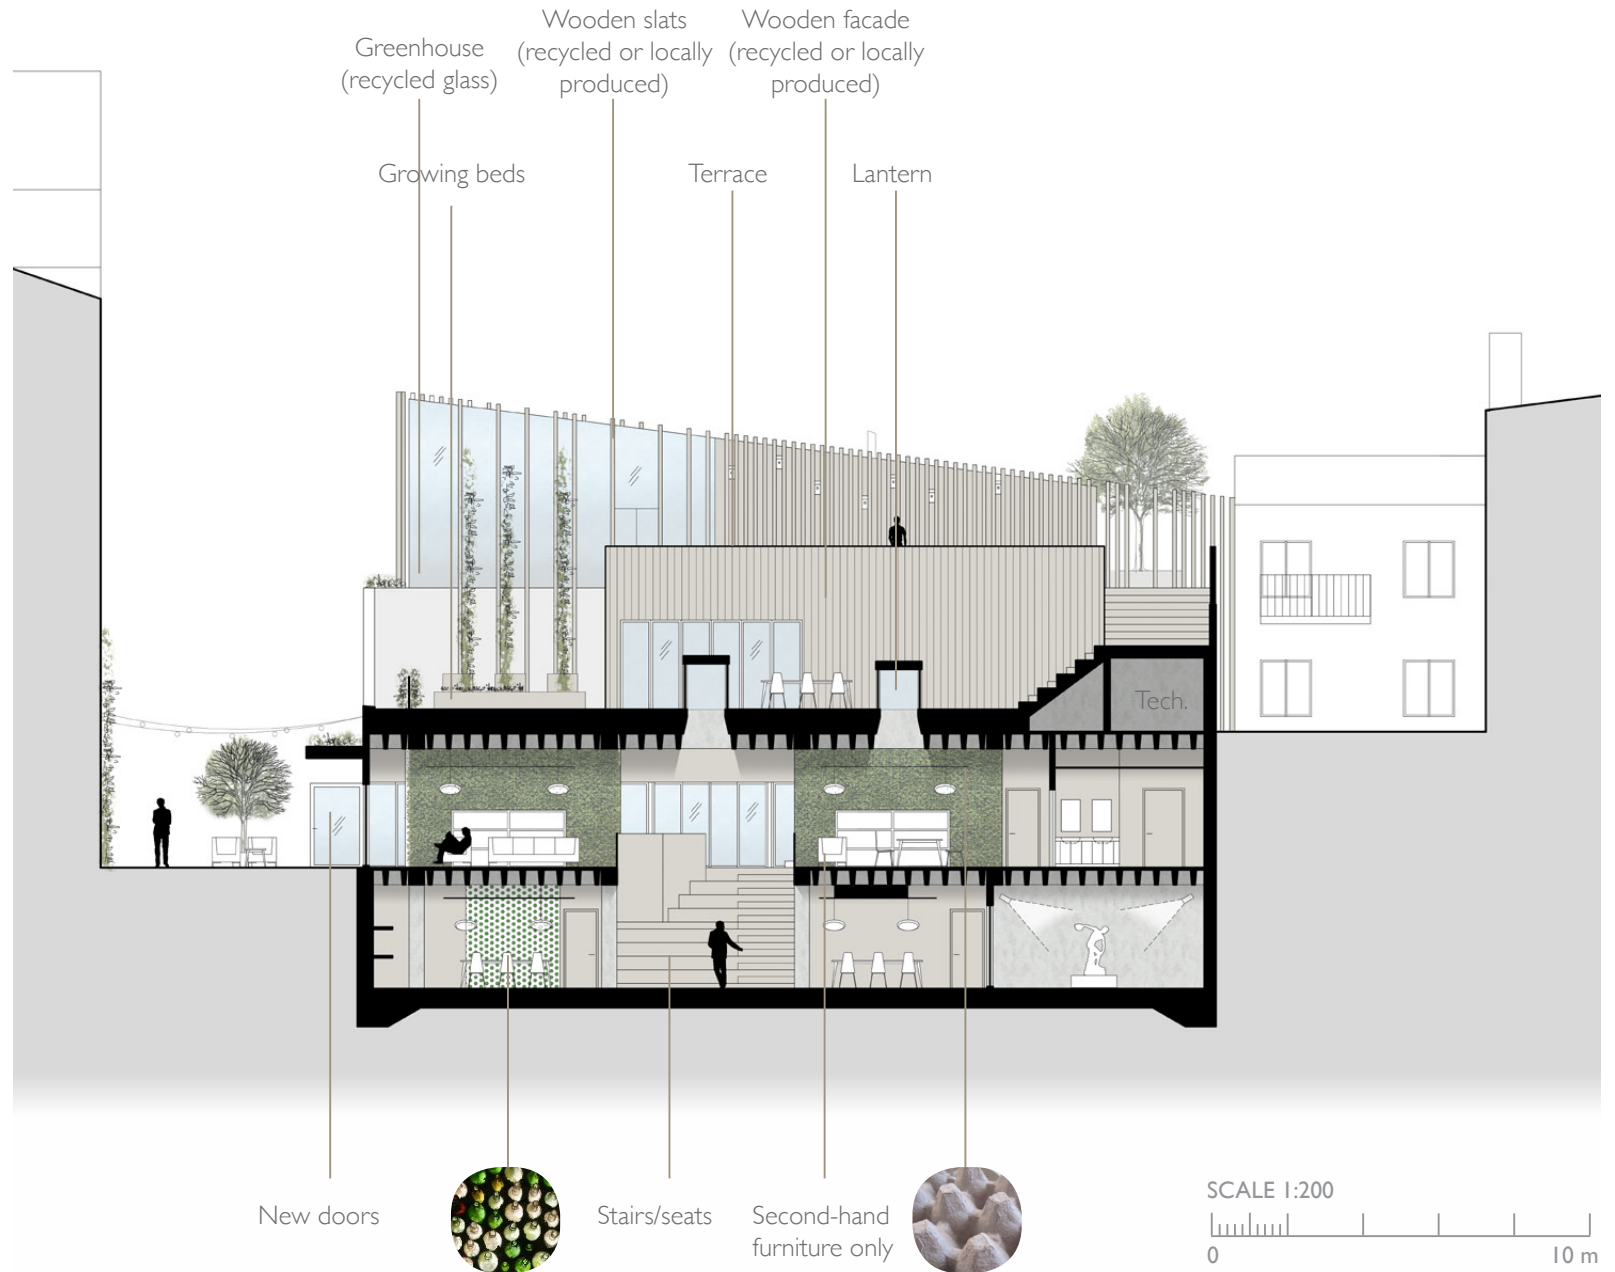 Wooden slats
(recycled or locally
produced)
Wooden facade
(recycled or locally
produced)
Greenhouse
(recycled glass)
Growing beds
Terrace
Lantern
Tech.
New doors
Stairs/seats
Second-hand
furniture only
SCALE 1:200
0
10 m